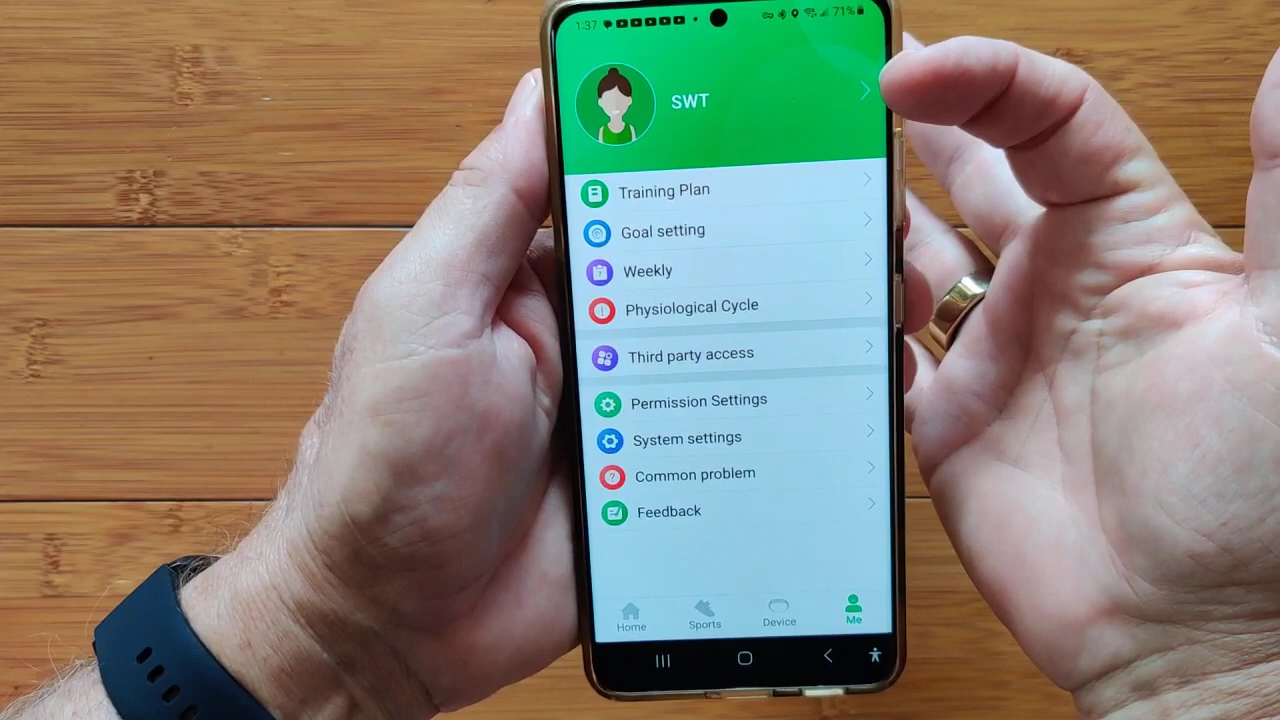 1:37
71%
SWT
Training Plan
Goal setting
Weekly
Physiological Cycle
Third party access
Permission Settings
System settings
Common problem
Feedback
Home
Sports
Device
Me